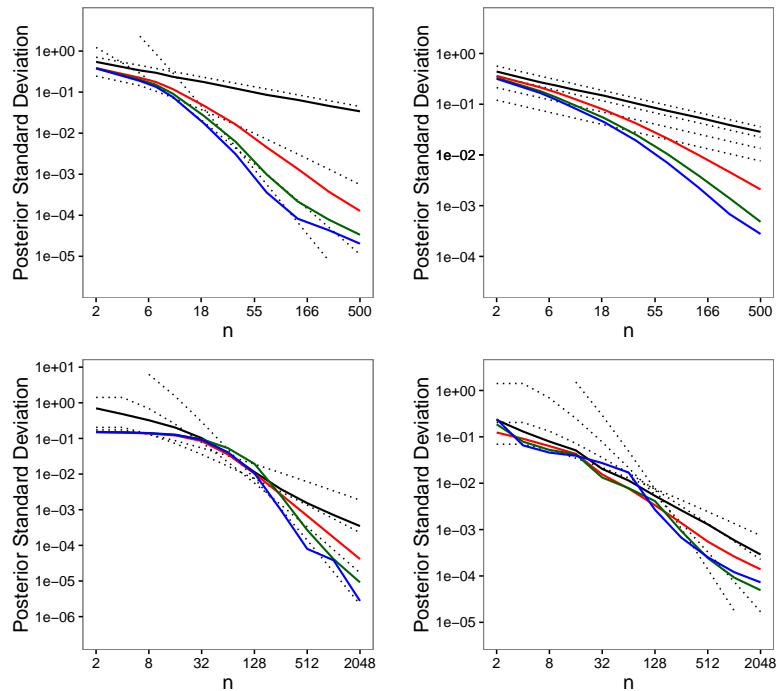 1e+00
1e-01
1e-02
1e-03
1e-04
1e-05
Posterior Standard Deviation
2 6 18 55 166 500
n
1e+00
1e-01
1e-02
1e-03
1e-04
Posterior Standard Deviation
2 6 18 55 166 500
n
1e+01
1e+00
1e-01
1e-02
1e-03
1e-04
1e-05
1e-06
Posterior Standard Deviation
2 8 32 128 512 2048
n
1e+00
1e-01
1e-02
1e-03
1e-04
1e-05
Posterior Standard Deviation
2 8 32 128 512 2048
n